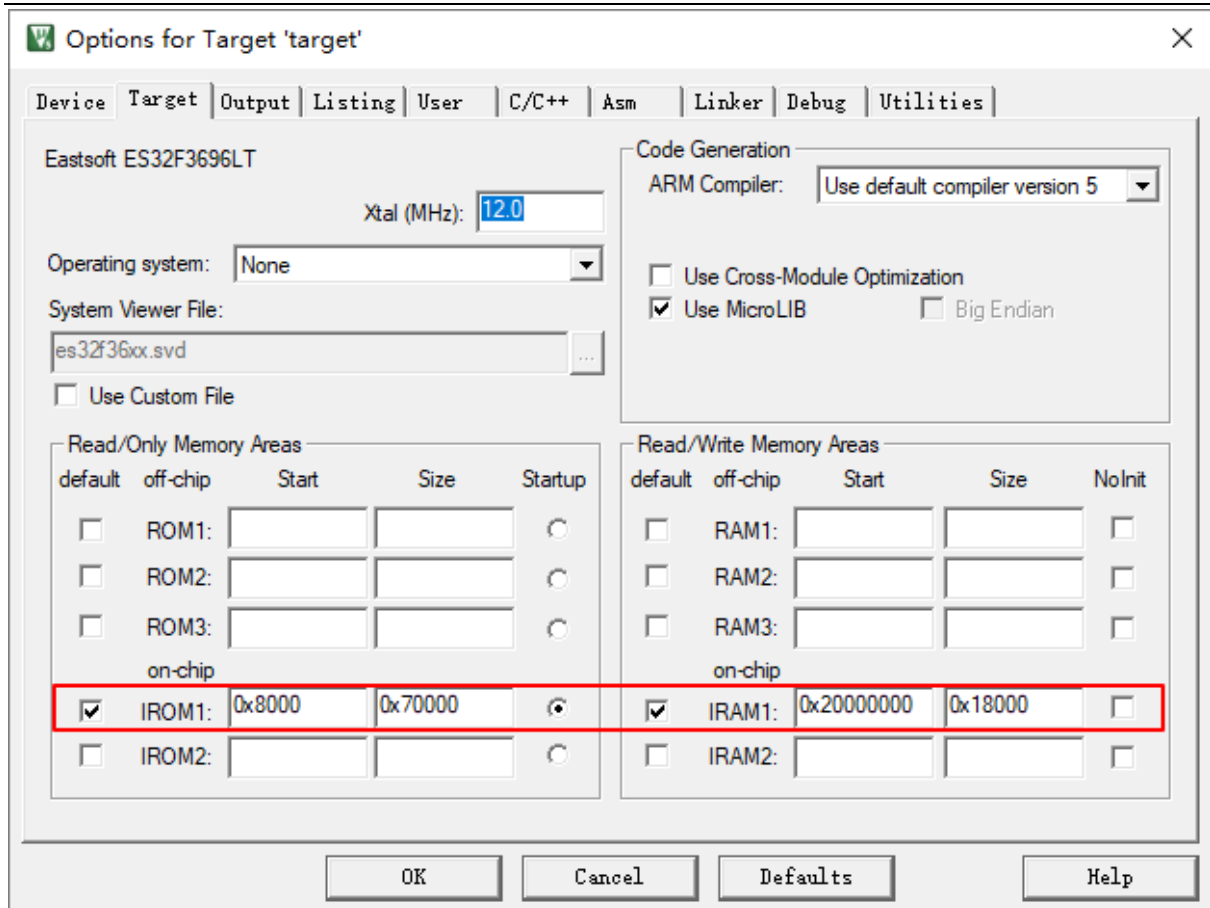 Options for Target 'target'
Device Target Output Listing User C/C++ Asm Linker Debug Utilities
Eastsoft ES32F3696LT
Xtal (MHz): 12.0
Operating system: None
System Viewer File:
es32f36xx.svd ...
Use Custom File
Code Generation
ARM Compiler: Use default compiler version 5
Use Cross-Module Optimization
Use MicroLIB Big Endian
Read/Only Memory Areas
default off-chip Start Size Startup
ROM1:
ROM2:
ROM3:
on-chip
IROM1: 0x8000 0x70000
IROM2:
Read/Write Memory Areas
default off-chip Start Size NoInit
RAM1:
RAM2:
RAM3:
on-chip
IRAM1: 0x20000000 0x18000
IRAM2:
OK Cancel Defaults Help